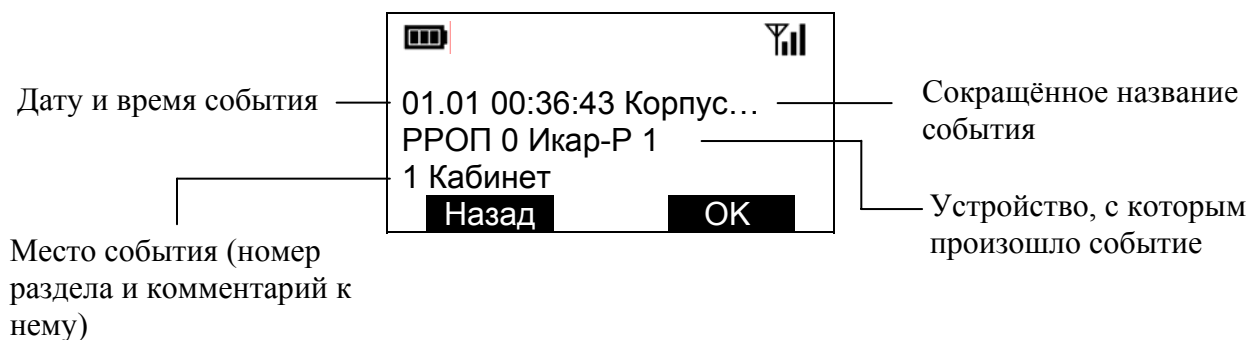 Дату и время события
01.01 00:36:43 Корпус…
РРОП 0 Икар-Р 1
1 Кабинет
Назад
OK
Сокращённое название
события
Устройство, с которым
произошло событие
Место события (номер
раздела и комментарий к
нему)